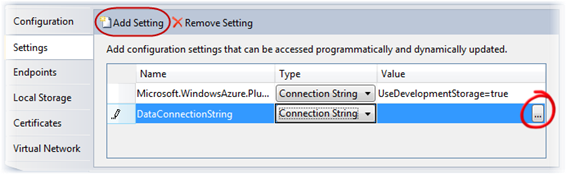 Configuration
Settings
Endpoints
Local Storage
Certificates
Virtual Network
Add Setting Remove Setting
Add configuration settings that can be accessed programmatically and dynamically updated.
Name Type Value
Microsoft.WindowsAzure.Plu... Connection String UseDevelopmentStorage=true
DataConnectionString Connection String ...